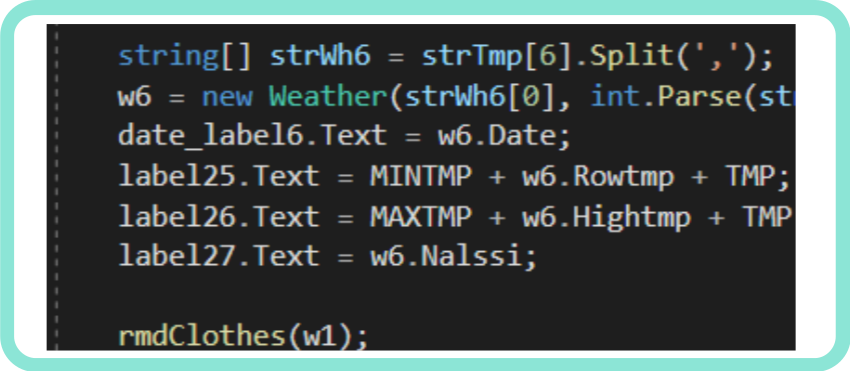 string[] strWh6 = strTmp[6].Split(',');
w6 = new Weather(strWh6[0], int.Parse(st
date_label6.Text = w6.Date;
label25.Text = MINTMP + w6.Rowtmp + TMP;
label26.Text = MAXTMP + w6.Hightmp + TMP
label27.Text = w6.Nalssi;
rmdClothes(w1);